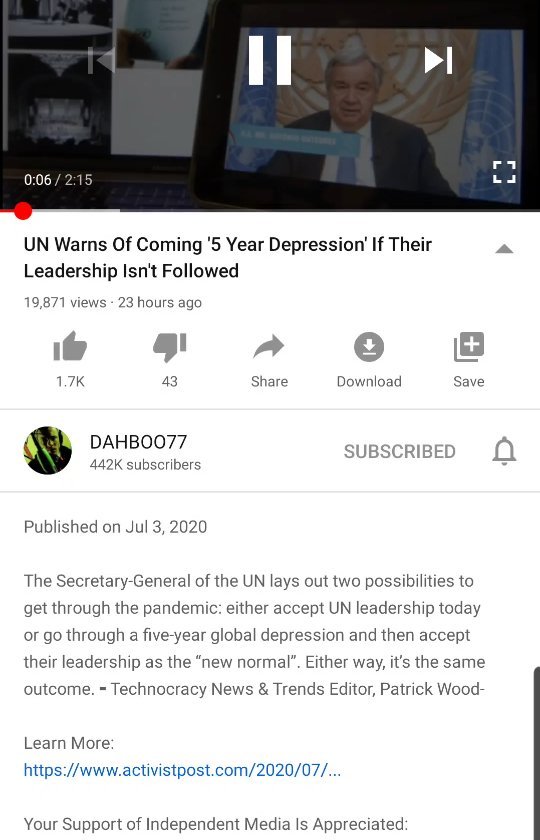 0:06 / 2:15
UN Warns Of Coming '5 Year Depression' If Their
Leadership Isn't Followed
19,871 views · 23 hours ago
1.7K
43
Share
Download
Save
DAHBOO77
442K subscribers
SUBSCRIBED
Published on Jul 3, 2020
The Secretary-General of the UN lays out two possibilities to
get through the pandemic: either accept UN leadership today
or go through a five-year global depression and then accept
their leadership as the “new normal”. Either way, it’s the same
outcome. ⁃ Technocracy News & Trends Editor, Patrick Wood-
Learn More:
https://www.activistpost.com/2020/07/...
Your Support of Independent Media Is Appreciated: